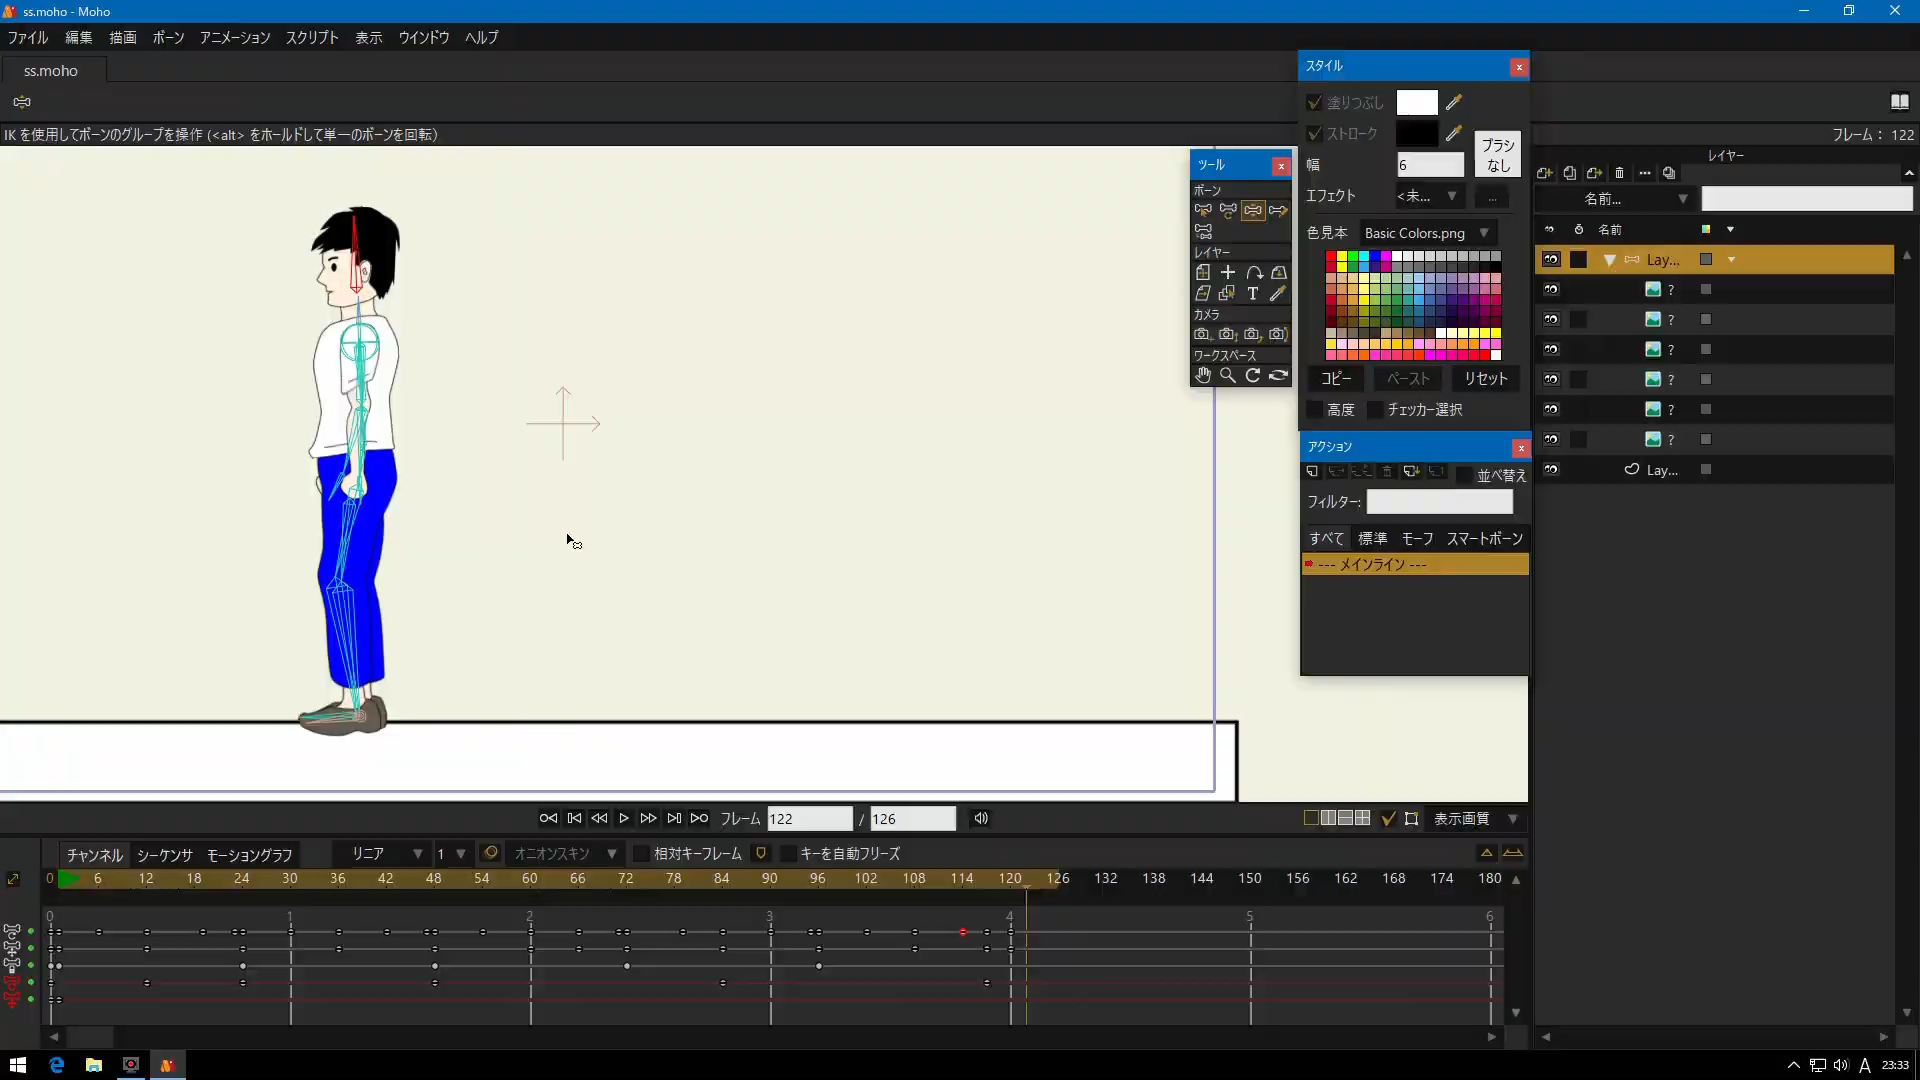 ss.moho - Moho
ファイル 編集 描画 ボーン アニメーション スクリプト 表示 ウインドウ ヘルプ
ss.moho
IK を使用してボーンのグループを操作 (<alt> をホールドして単一のボーンを回転)
フレーム： 122
スタイル
塗りつぶし
ストローク
ブラシ
なし
幅
6
エフェクト
<未...
...
色見本
Basic Colors.png
コピー
ペースト
リセット
高度
チェッカー選択
ツール
ボーン
レイヤー
T
カメラ
ワークスペース
アクション
並べ替え
フィルター:
すべて 標準 モーフ スマートボーン
--- メインライン ---
レイヤー
名前...
名前
Lay...
?
?
?
?
?
?
Lay...
フレーム 122 / 126
表示画質
チャンネル シーケンサ モーショングラフ
リニア
1
オニオンスキン
相対キーフレーム
キーを自動フリーズ
0 6 12 18 24 30 36 42 48 54 60 66 72 78 84 90 96 102 108 114 120 126 132 138 144 150 156 162 168 174 180
0 1 2 3 4 5 6
A
23:33